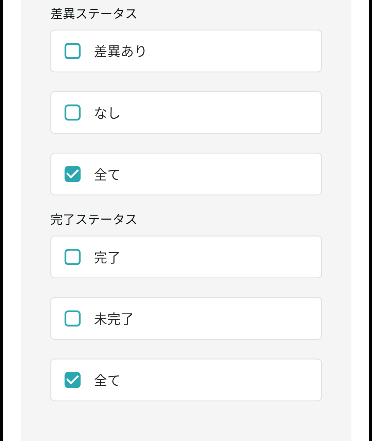 差異ステータス
差異あり
なし
全て
完了ステータス
完了
未完了
全て